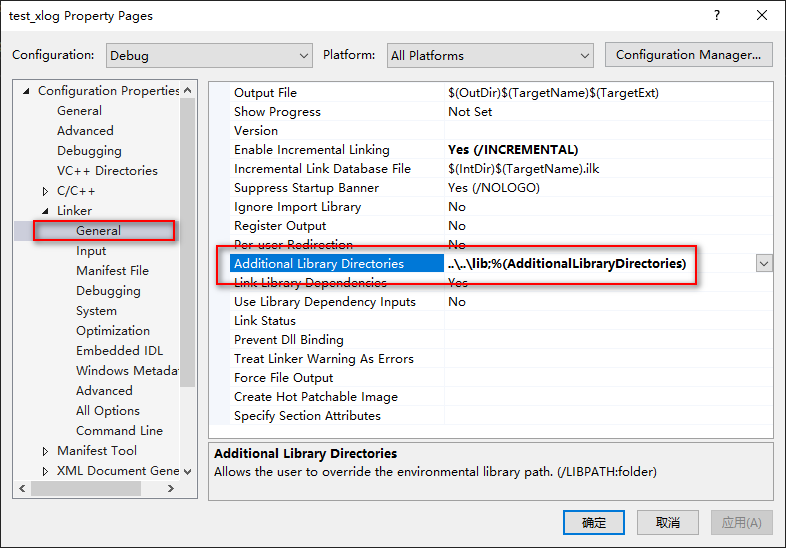 test_xlog Property Pages
Configuration: Debug Platform: All Platforms Configuration Manager...
Configuration Properties
General
Advanced
Debugging
VC++ Directories
C/C++
Linker
General
Input
Manifest File
Debugging
System
Optimization
Embedded IDL
Windows Metada
Advanced
All Options
Command Line
Manifest Tool
XML Document Gene
Output File $(OutDir)$(TargetName)$(TargetExt)
Show Progress Not Set
Version
Enable Incremental Linking Yes (/INCREMENTAL)
Incremental Link Database File $(IntDir)$(TargetName).ilk
Suppress Startup Banner Yes (/NOLOGO)
Ignore Import Library No
Register Output No
Per-user Redirection No
Additional Library Directories ..\..\lib;%(AdditionalLibraryDirectories)
Link Library Dependencies Yes
Use Library Dependency Inputs No
Link Status
Prevent Dll Binding
Treat Linker Warning As Errors
Force File Output
Create Hot Patchable Image
Specify Section Attributes
Additional Library Directories
Allows the user to override the environmental library path. (/LIBPATH:folder)
确定 取消 应用(A)